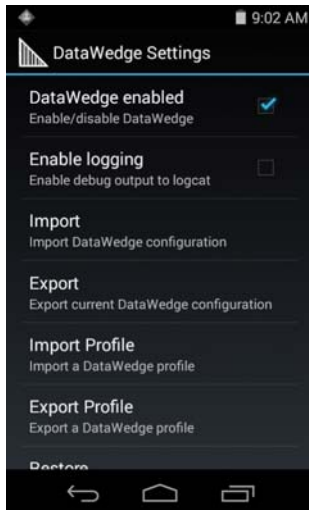 9:02 AM
DataWedge Settings
DataWedge enabled
Enable/disable DataWedge
Enable logging
Enable debug output to logcat
Import
Import DataWedge configuration
Export
Export current DataWedge configuration
Import Profile
Import a DataWedge profile
Export Profile
Export a DataWedge profile
Restore